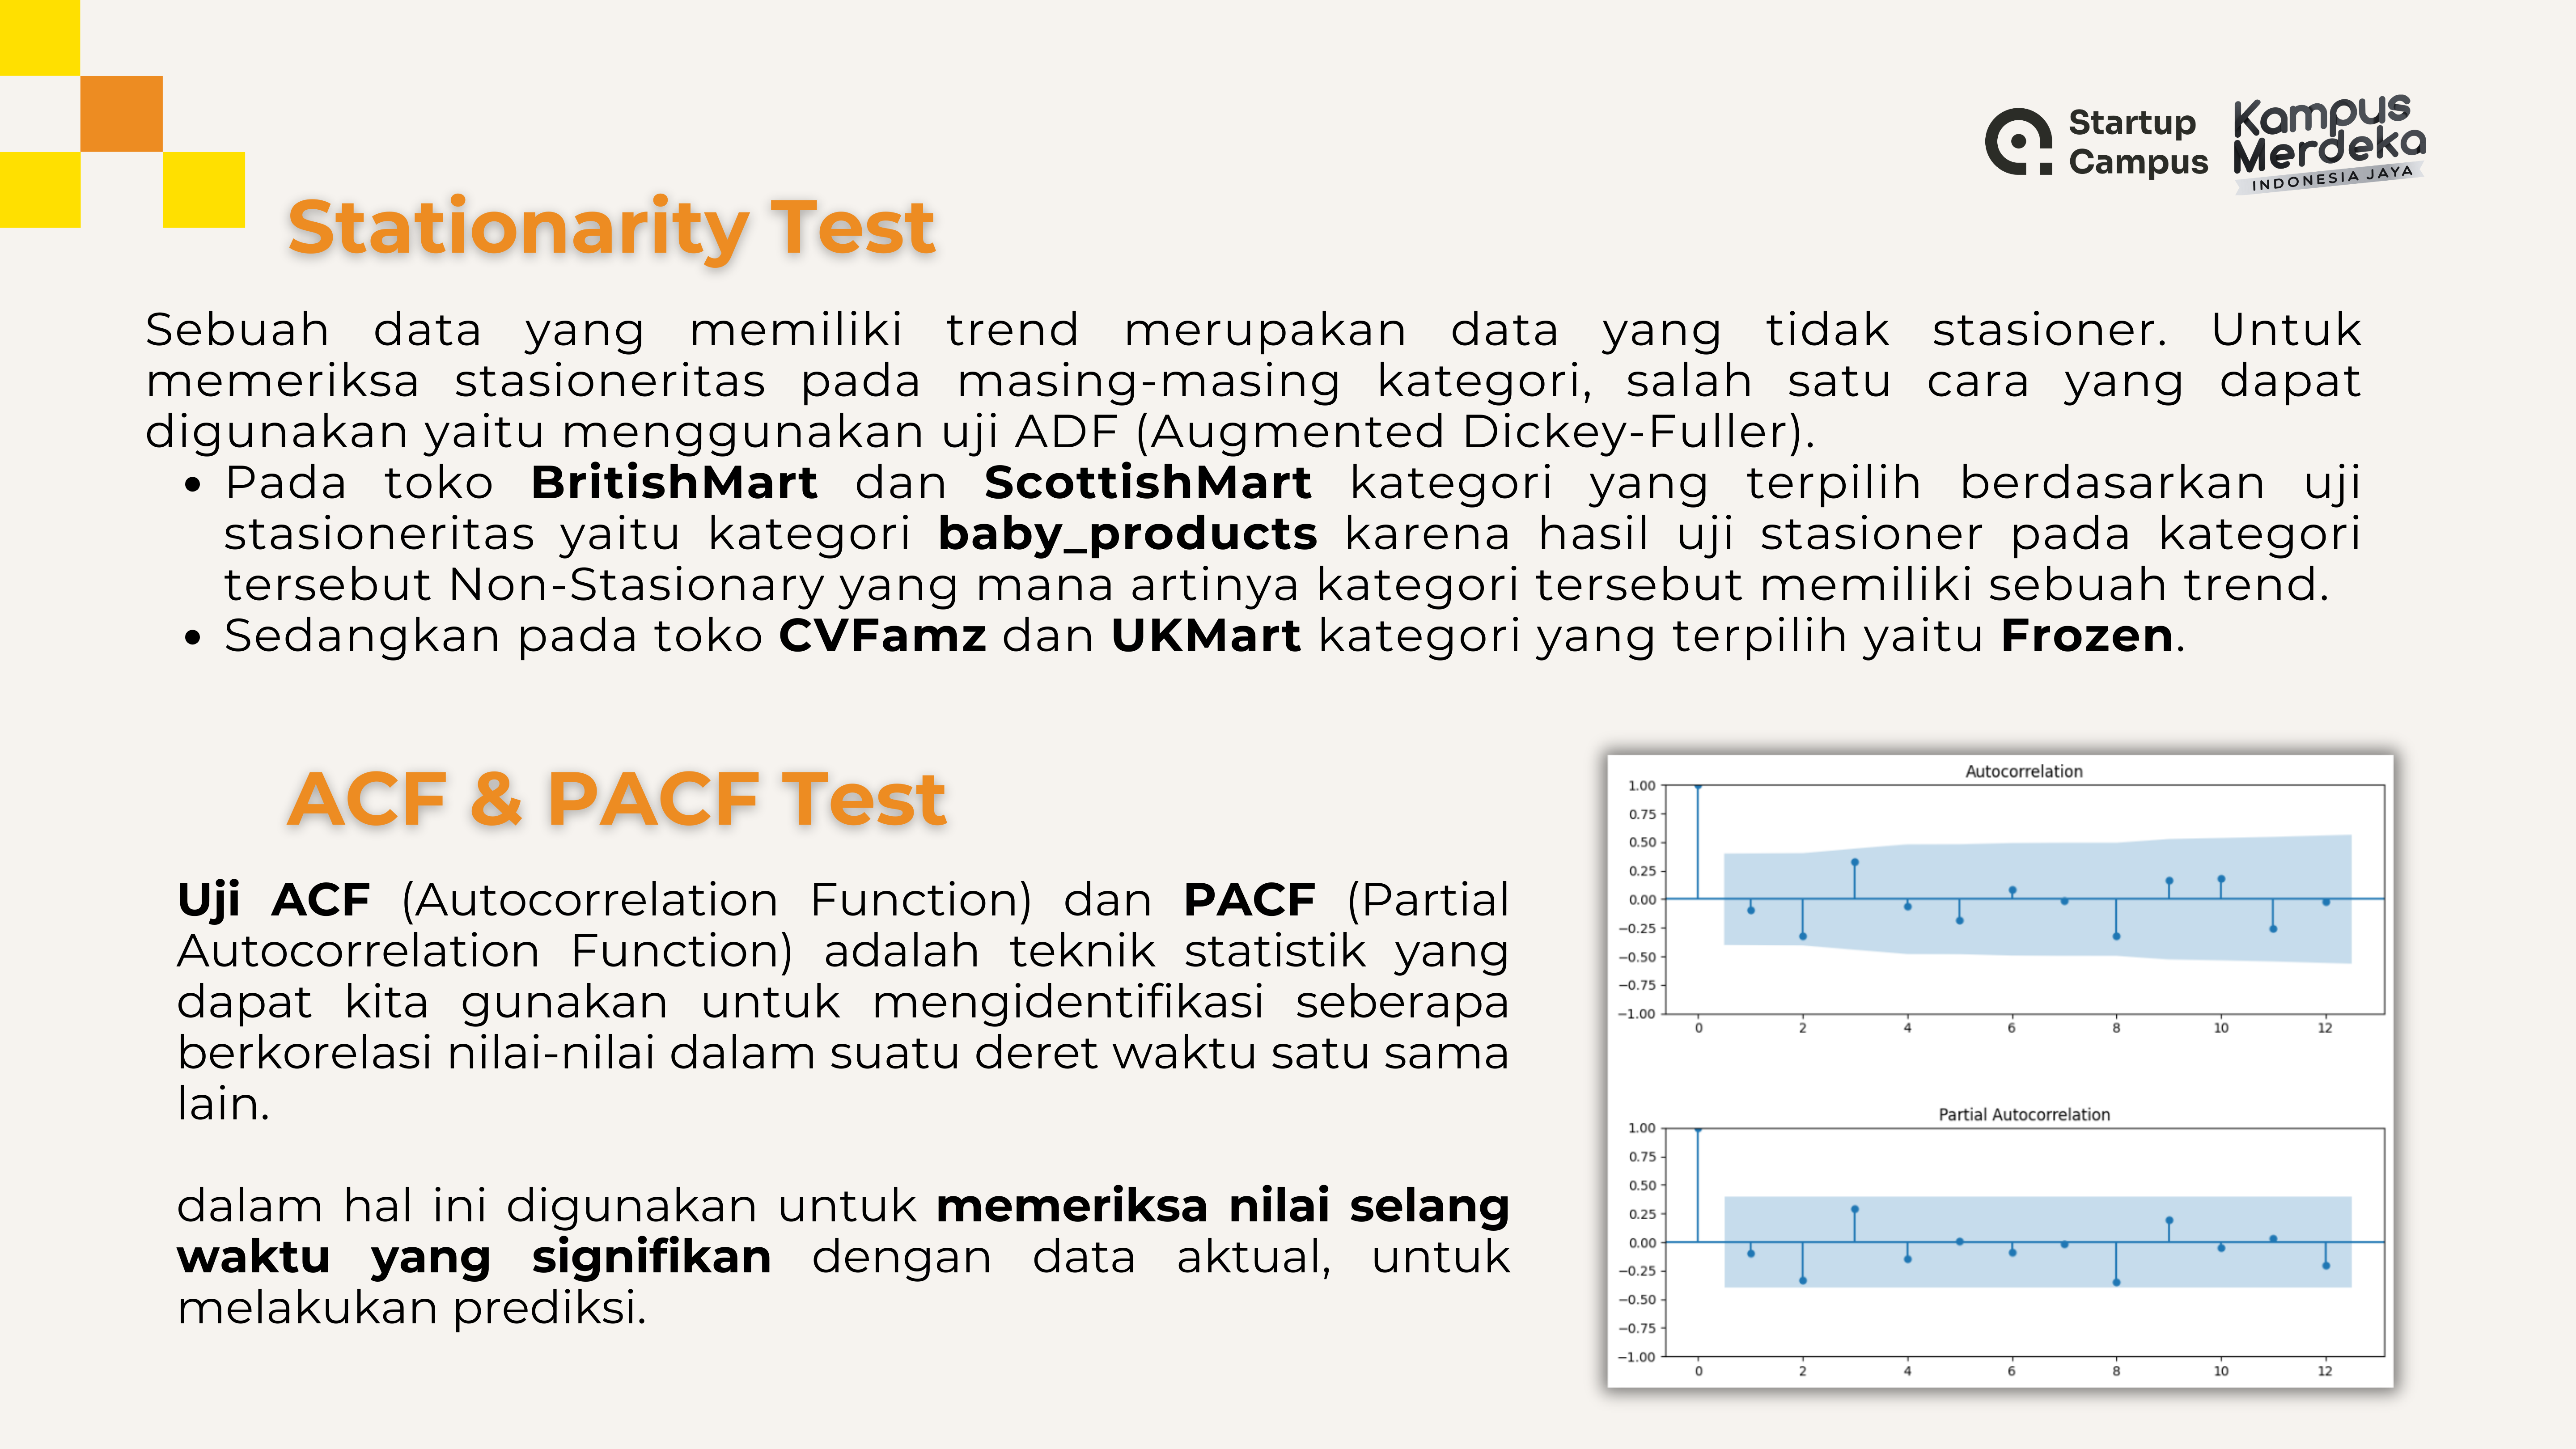 Startup
Campus
Kampus
Merdeka
INDONESIA JAYA
Stationarity Test
Sebuah data yang memiliki trend merupakan data yang tidak stasioner. Untuk
memeriksa stasioneritas pada masing-masing kategori, salah satu cara yang dapat
digunakan yaitu menggunakan uji ADF (Augmented Dickey-Fuller).
• Pada toko BritishMart dan ScottishMart kategori yang terpilih berdasarkan uji
stasioneritas yaitu kategori baby_products karena hasil uji stasioner pada kategori
tersebut Non-Stasionary yang mana artinya kategori tersebut memiliki sebuah trend.
• Sedangkan pada toko CVFamz dan UKMart kategori yang terpilih yaitu Frozen.
ACF & PACF Test
Uji ACF (Autocorrelation Function) dan PACF (Partial
Autocorrelation Function) adalah teknik statistik yang
dapat kita gunakan untuk mengidentifikasi seberapa
berkorelasi nilai-nilai dalam suatu deret waktu satu sama
lain.
dalam hal ini digunakan untuk memeriksa nilai selang
waktu yang signifikan dengan data aktual, untuk
melakukan prediksi.
Autocorrelation
1.00
0.75
0.50
0.25
0.00
−0.25
−0.50
−0.75
−1.00
0 2 4 6 8 10 12
Partial Autocorrelation
1.00
0.75
0.50
0.25
0.00
−0.25
−0.50
−0.75
−1.00
0 2 4 6 8 10 12